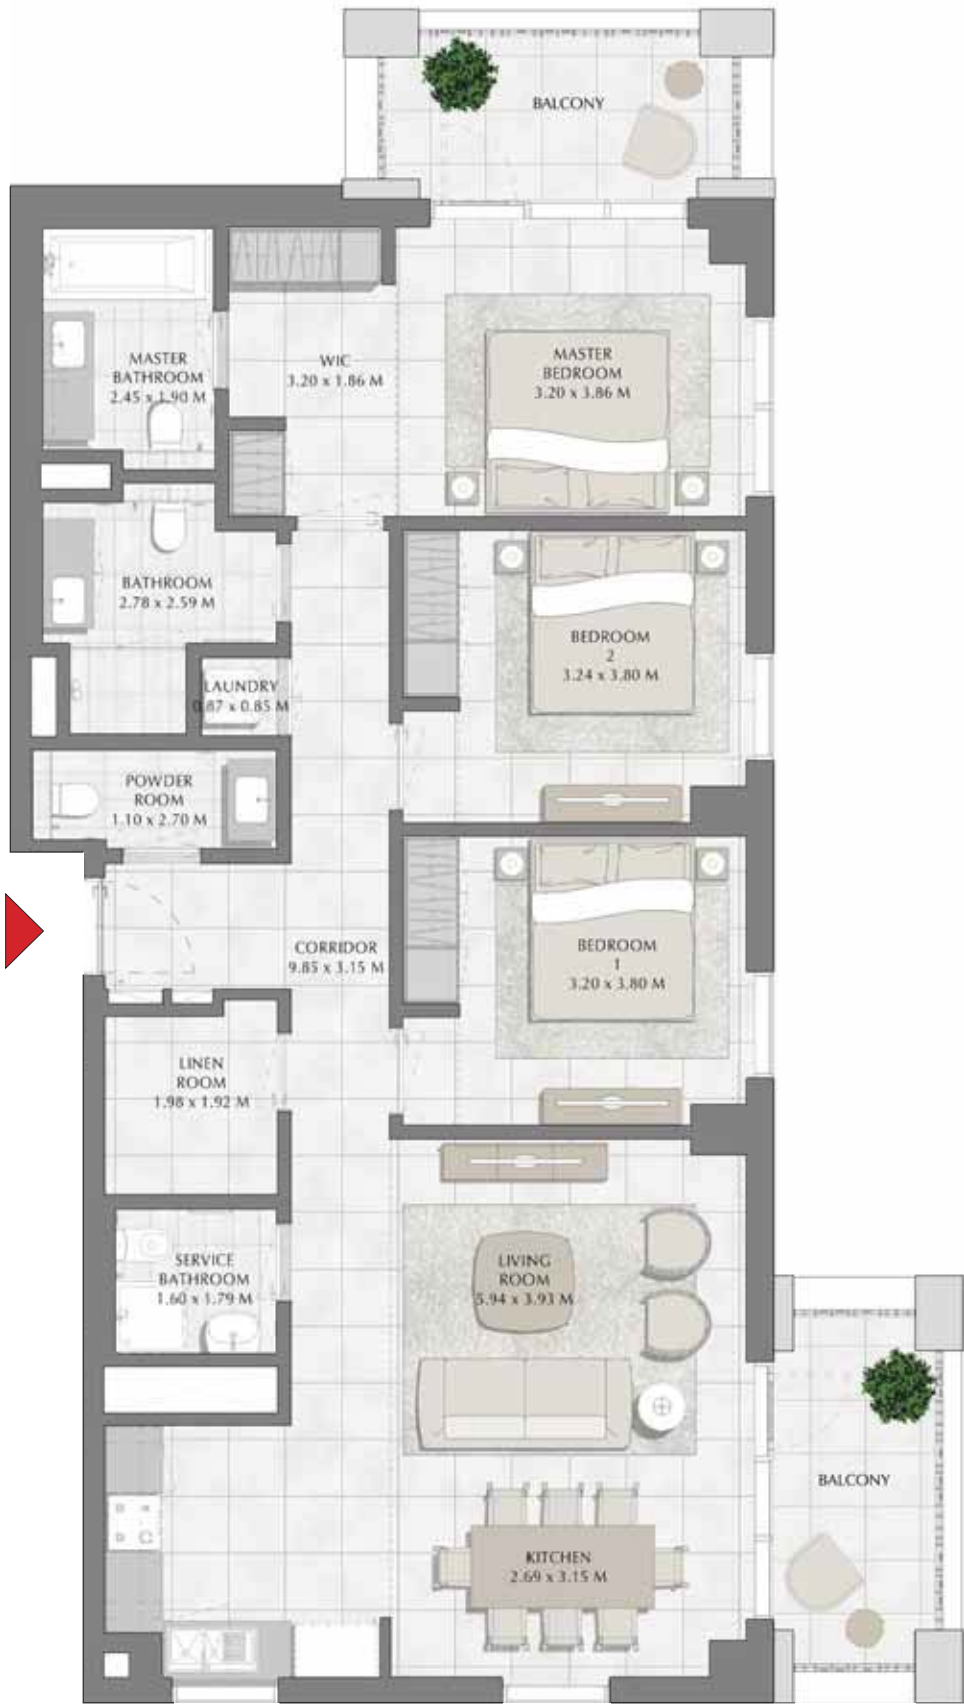 BALCONY
MASTER
BATHROOM
2.45 x 1.90 M
WIC
3.20 x 1.86 M
MASTER
BEDROOM
3.20 x 3.86 M
BATHROOM
2.78 x 2.59 M
BEDROOM
2
3.24 x 3.80 M
LAUNDRY
0.87 x 0.85 M
POWDER
ROOM
1.10 x 2.70 M
CORRIDOR
9.85 x 3.15 M
BEDROOM
1
3.20 x 3.80 M
LINEN
ROOM
1.98 x 1.92 M
SERVICE
BATHROOM
1.60 x 1.79 M
LIVING
ROOM
5.94 x 3.93 M
BALCONY
KITCHEN
2.69 x 3.15 M